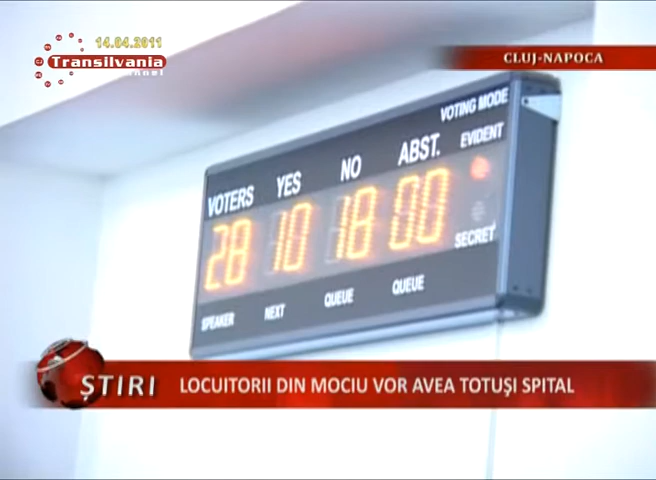 14.04.2011
Transilvania
CLUJ-NAPOCA
VOTING MODE
VOTERS YES NO ABST. EVIDENT
28 10 18 00
SECRET
SPEAKER NEXT QUEUE QUEUE
ȘTIRI
LOCUITORII DIN MOCIU VOR AVEA TOTUŞI SPITAL